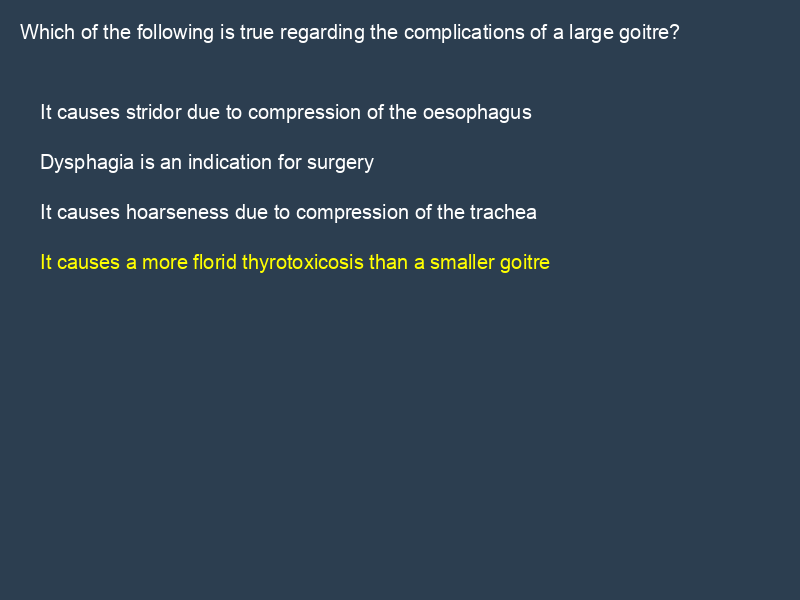 Which of the following is true regarding the complications of a large goitre?
It causes stridor due to compression of the oesophagus
Dysphagia is an indication for surgery
It causes hoarseness due to compression of the trachea
It causes a more florid thyrotoxicosis than a smaller goitre